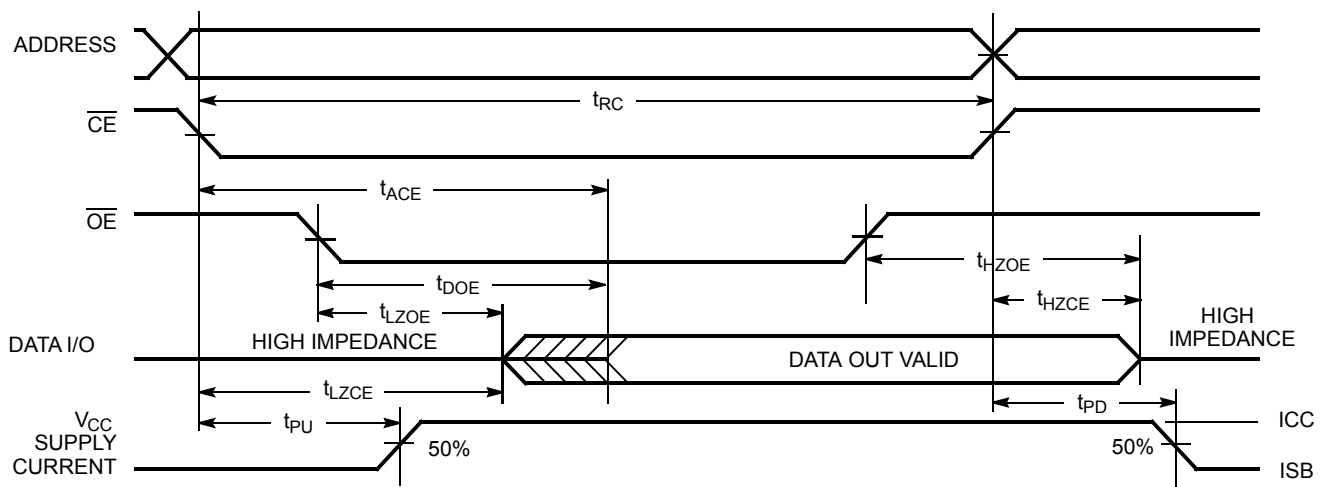 ADDRESS
tRC
CE
tACE
OE
tHZOE
tDOE
tHZCE
tLZOE
HIGH
IMPEDANCE
DATA I/O
HIGH IMPEDANCE
DATA OUT VALID
tLZCE
tPD
VCC
SUPPLY
CURRENT
tPU
ICC
50%
50%
ISB